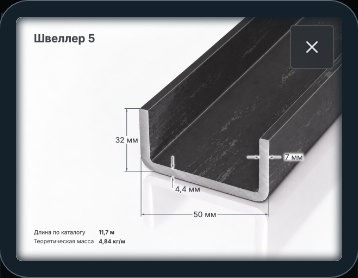 Швеллер 5
32 мм
7 мм
4,4 мм
50 мм
Длина по каталогу 11,7 м
Теоретическая масса 4,84 кг/м